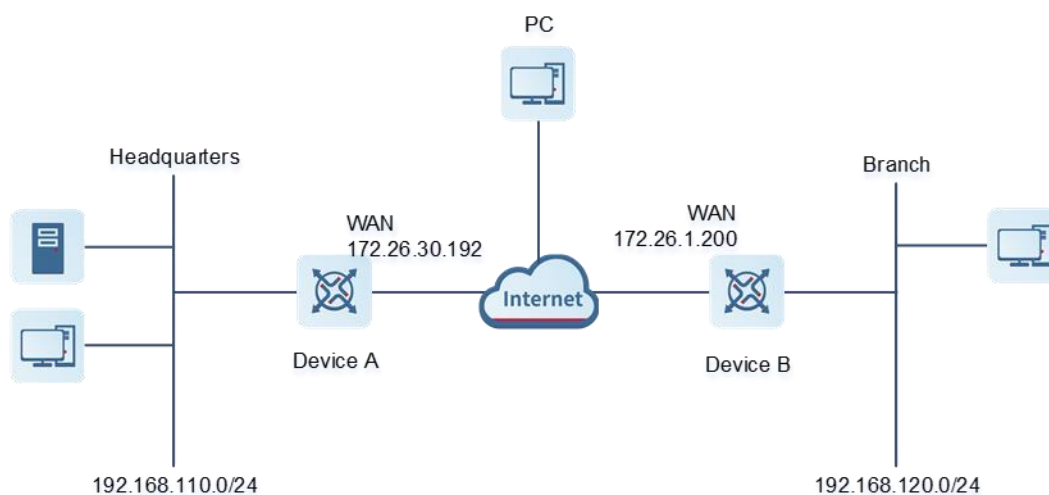 PC
Headquarters
Branch
WAN
172.26.30.192
WAN
172.26.1.200
Internet
Device A
Device B
192.168.110.0/24
192.168.120.0/24